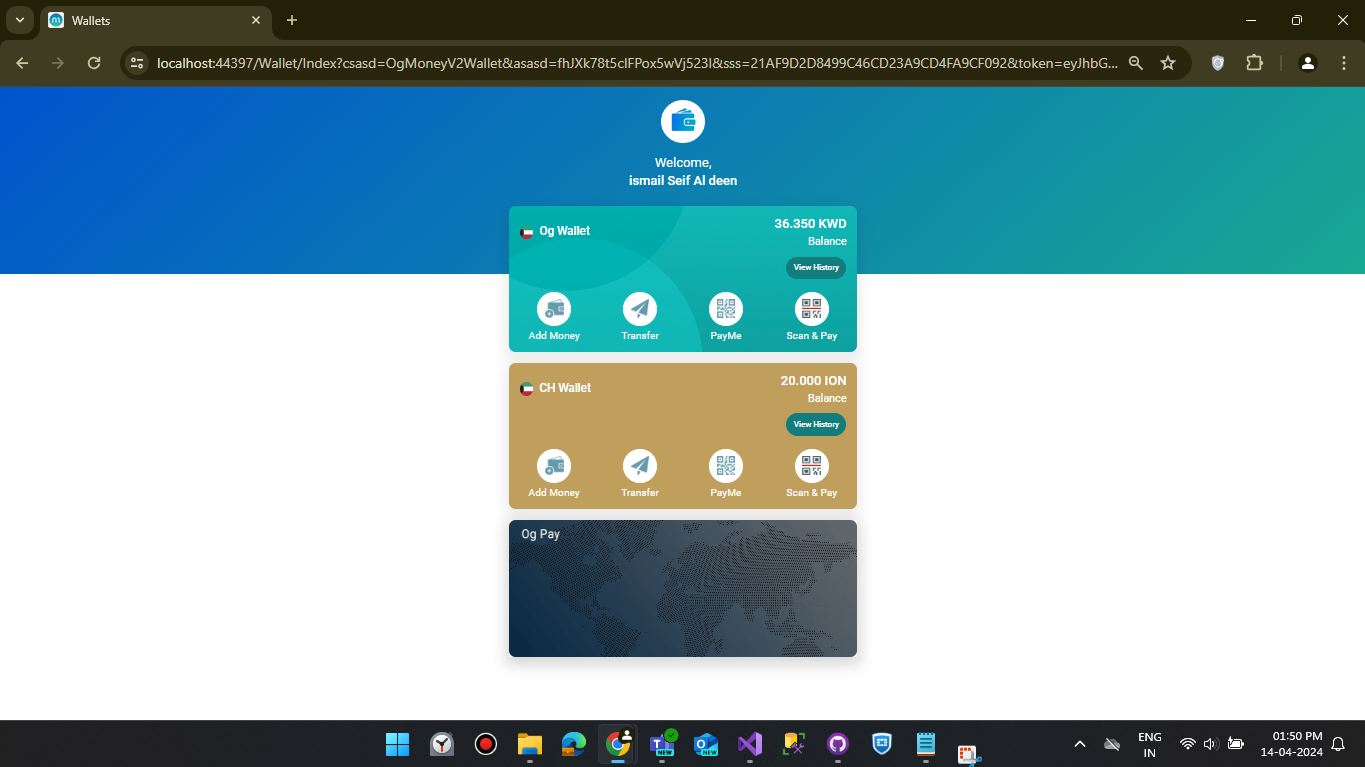 Wallets
localhost:44397/Wallet/Index?csasd=OgMoneyV2Wallet&asasd=fhJXk78t5clFPox5wVj523I&sss=21AF9D2D8499C46CD23A9CD4FA9CF092&token=eyJhbG...
Welcome,
ismail Seif Al deen
Og Wallet
36.350 KWD
Balance
View History
Add Money Transfer PayMe Scan & Pay
CH Wallet
20.000 ION
Balance
View History
Add Money Transfer PayMe Scan & Pay
Og Pay
NEW
NEW
ENG
IN
01:50 PM
14-04-2024